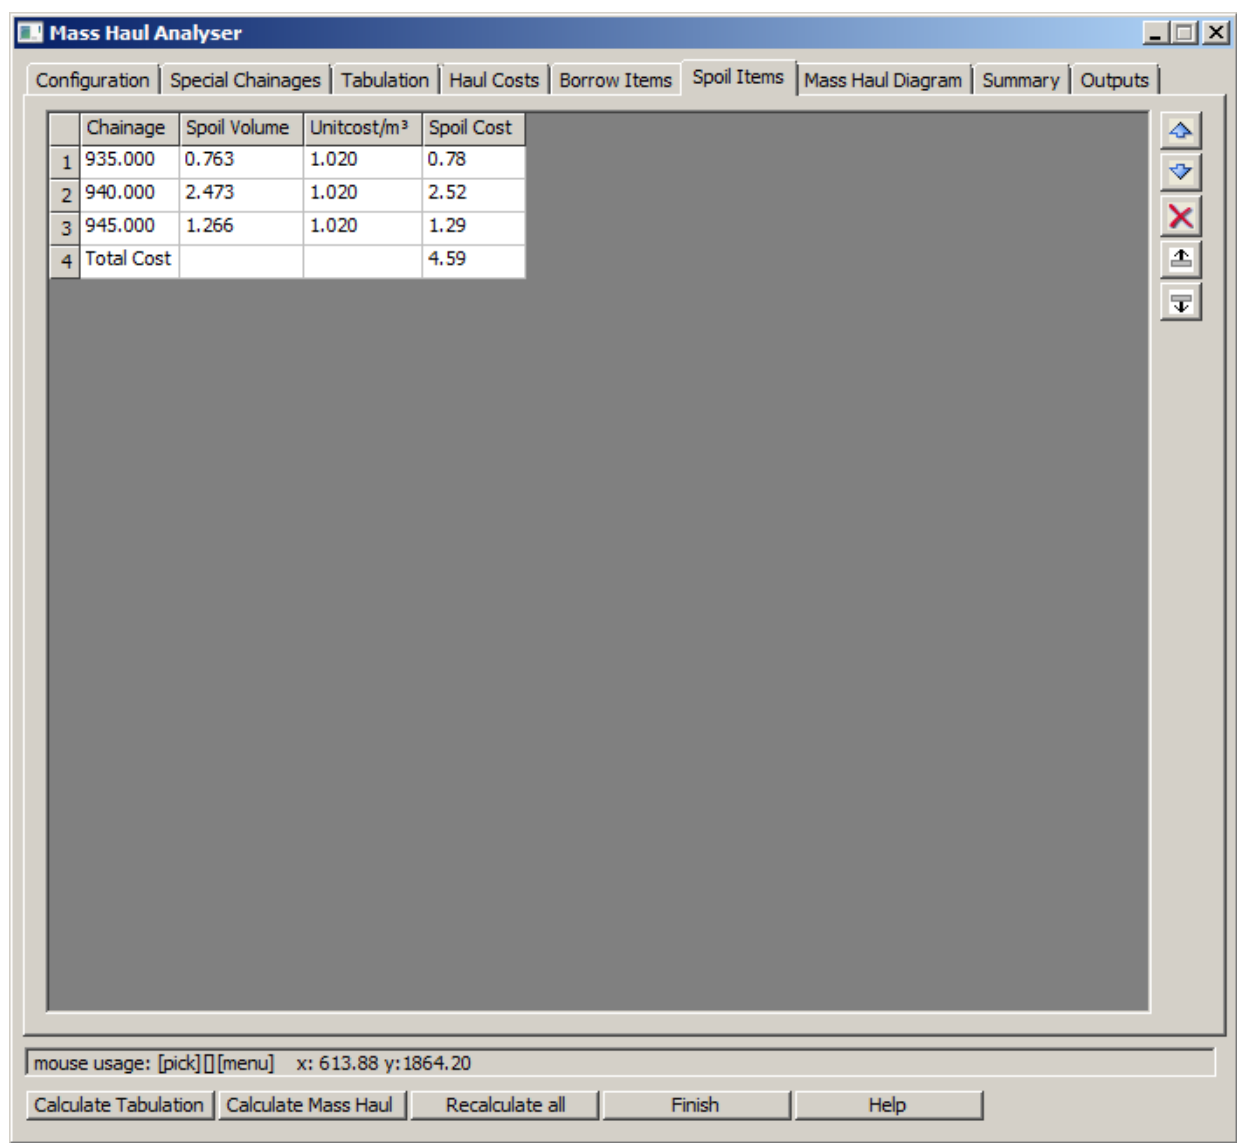 Mass Haul Analyser
Configuration Special Chainages Tabulation Haul Costs Borrow Items Spoil Items Mass Haul Diagram Summary Outputs
Chainage Spoil Volume Unitcost/m³ Spoil Cost
1 935.000 0.763 1.020 0.78
2 940.000 2.473 1.020 2.52
3 945.000 1.266 1.020 1.29
4 Total Cost 4.59
mouse usage: [pick][][menu] x: 613.88 y:1864.20
Calculate Tabulation Calculate Mass Haul Recalculate all Finish Help